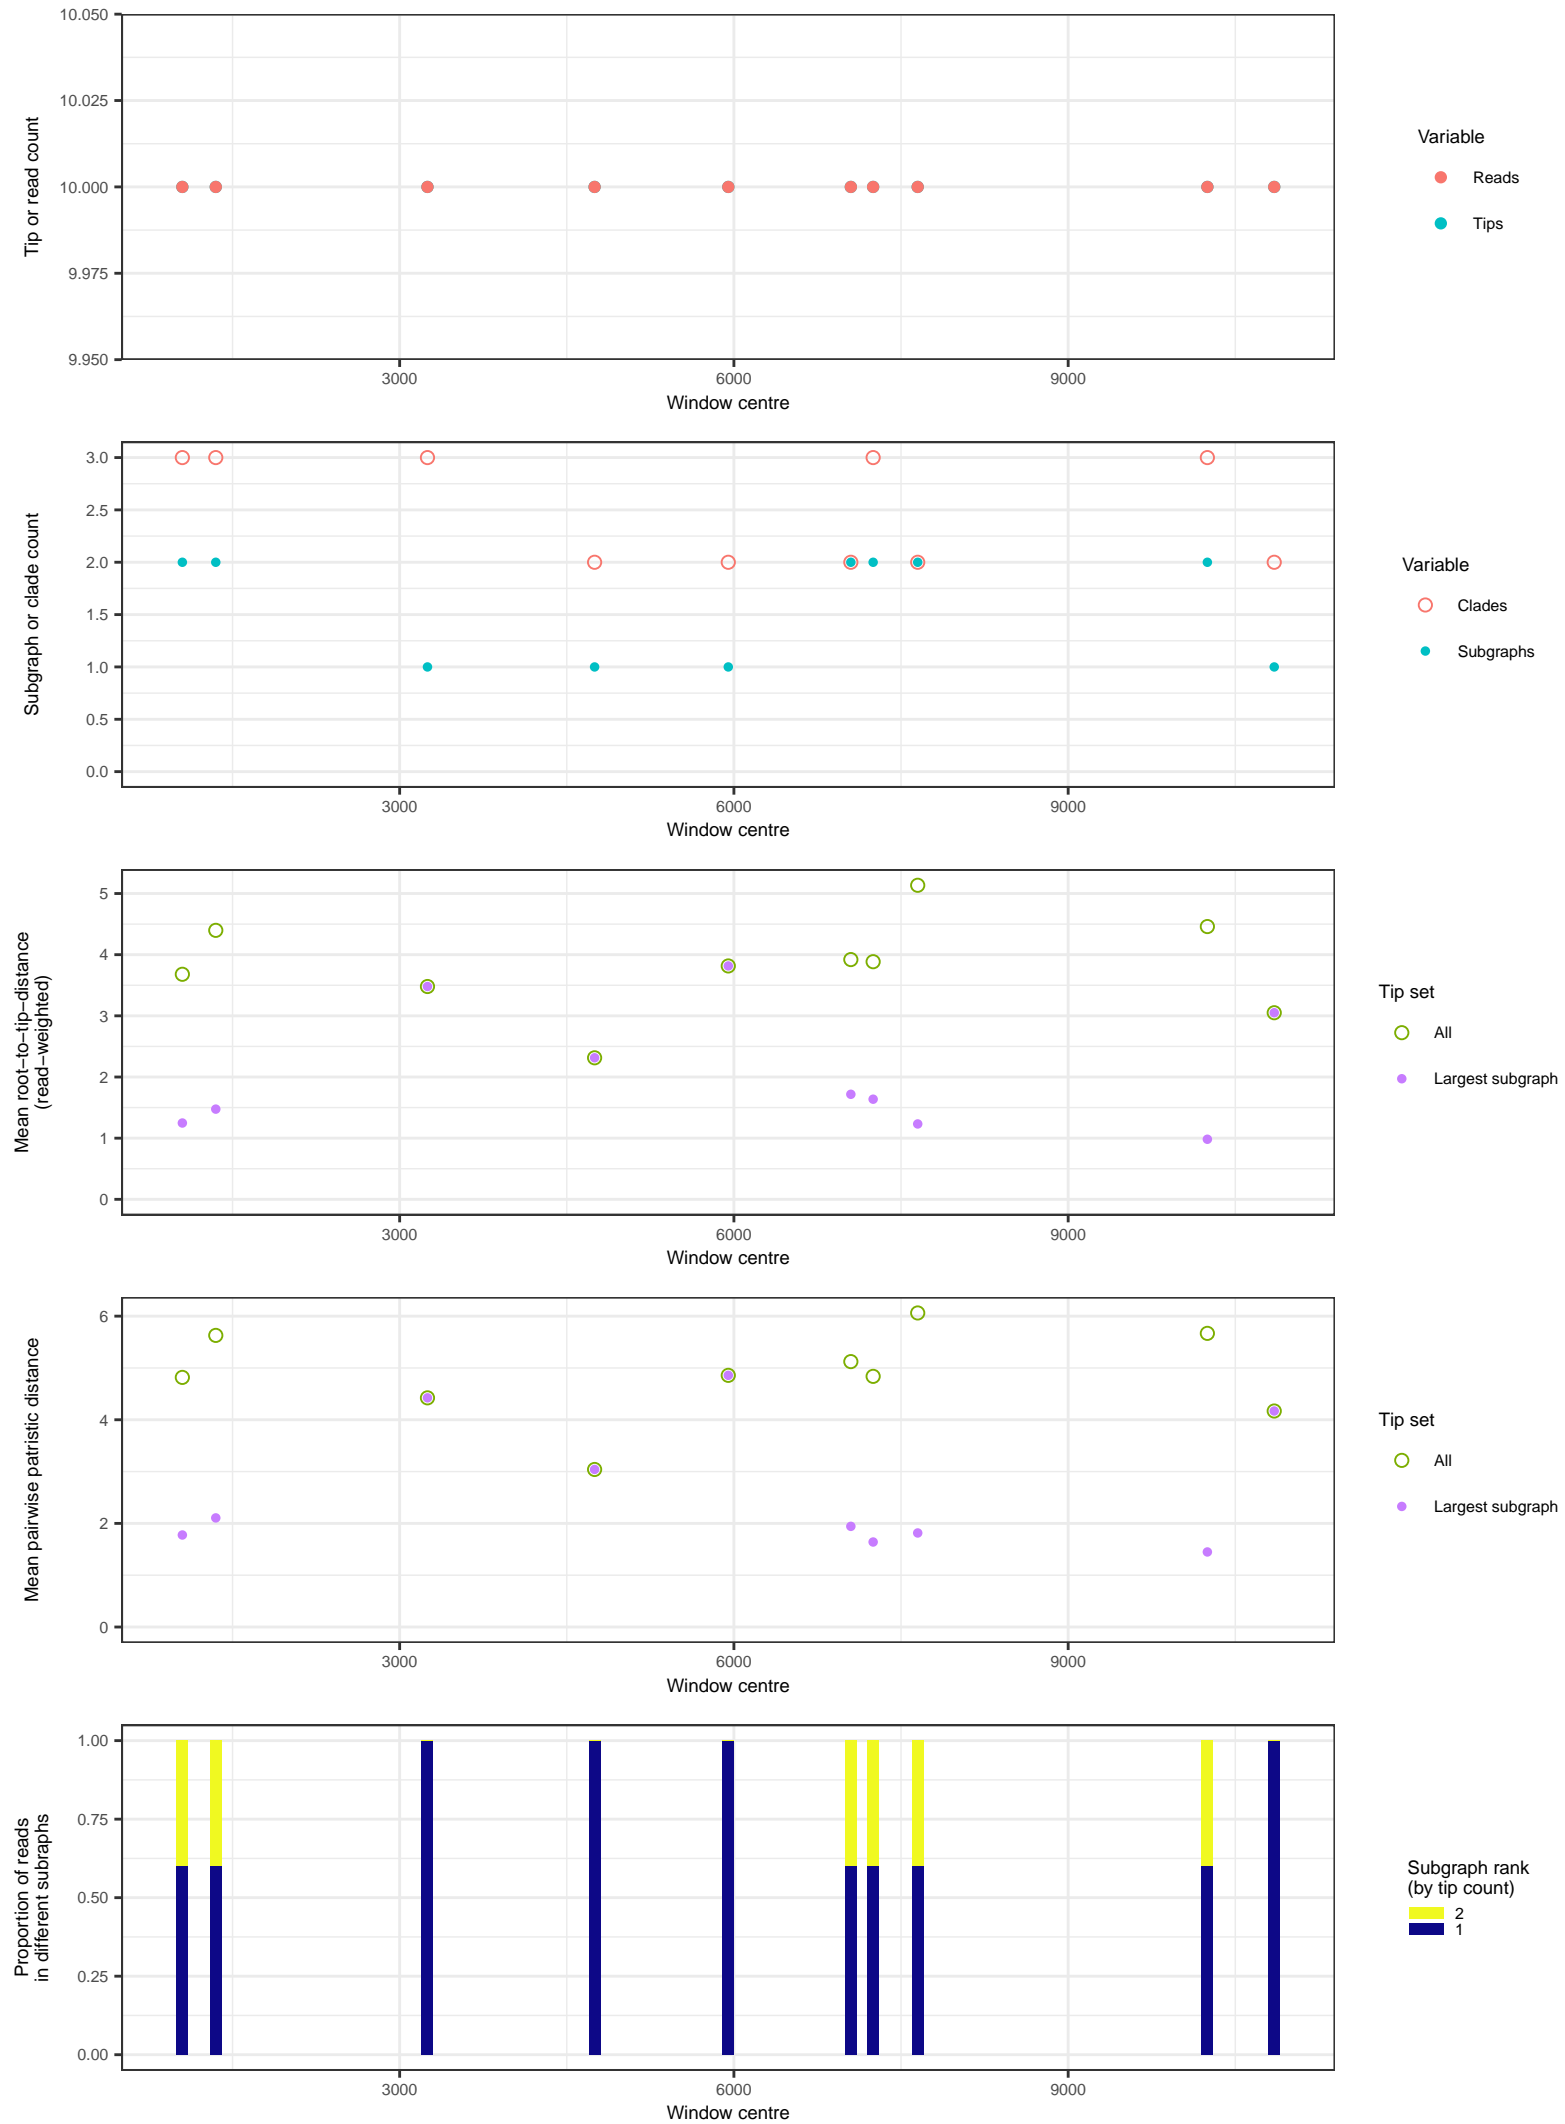 10.050
10.025
10.000
9.975
9.950
Tip or read count
3000
6000
9000
Window centre
Variable
Reads
Tips
3.0
2.5
2.0
1.5
1.0
0.5
0.0
Subgraph or clade count
3000
6000
9000
Window centre
Variable
Clades
Subgraphs
5
4
3
2
1
0
Mean root−to−tip−distance
(read−weighted)
3000
6000
9000
Window centre
Tip set
All
Largest subgraph
6
4
2
0
Mean pairwise patristic distance
3000
6000
9000
Window centre
Tip set
All
Largest subgraph
1.00
0.75
0.50
0.25
0.00
Proportion of reads
in different subraphs
3000
6000
9000
Window centre
Subgraph rank
(by tip count)
2
1